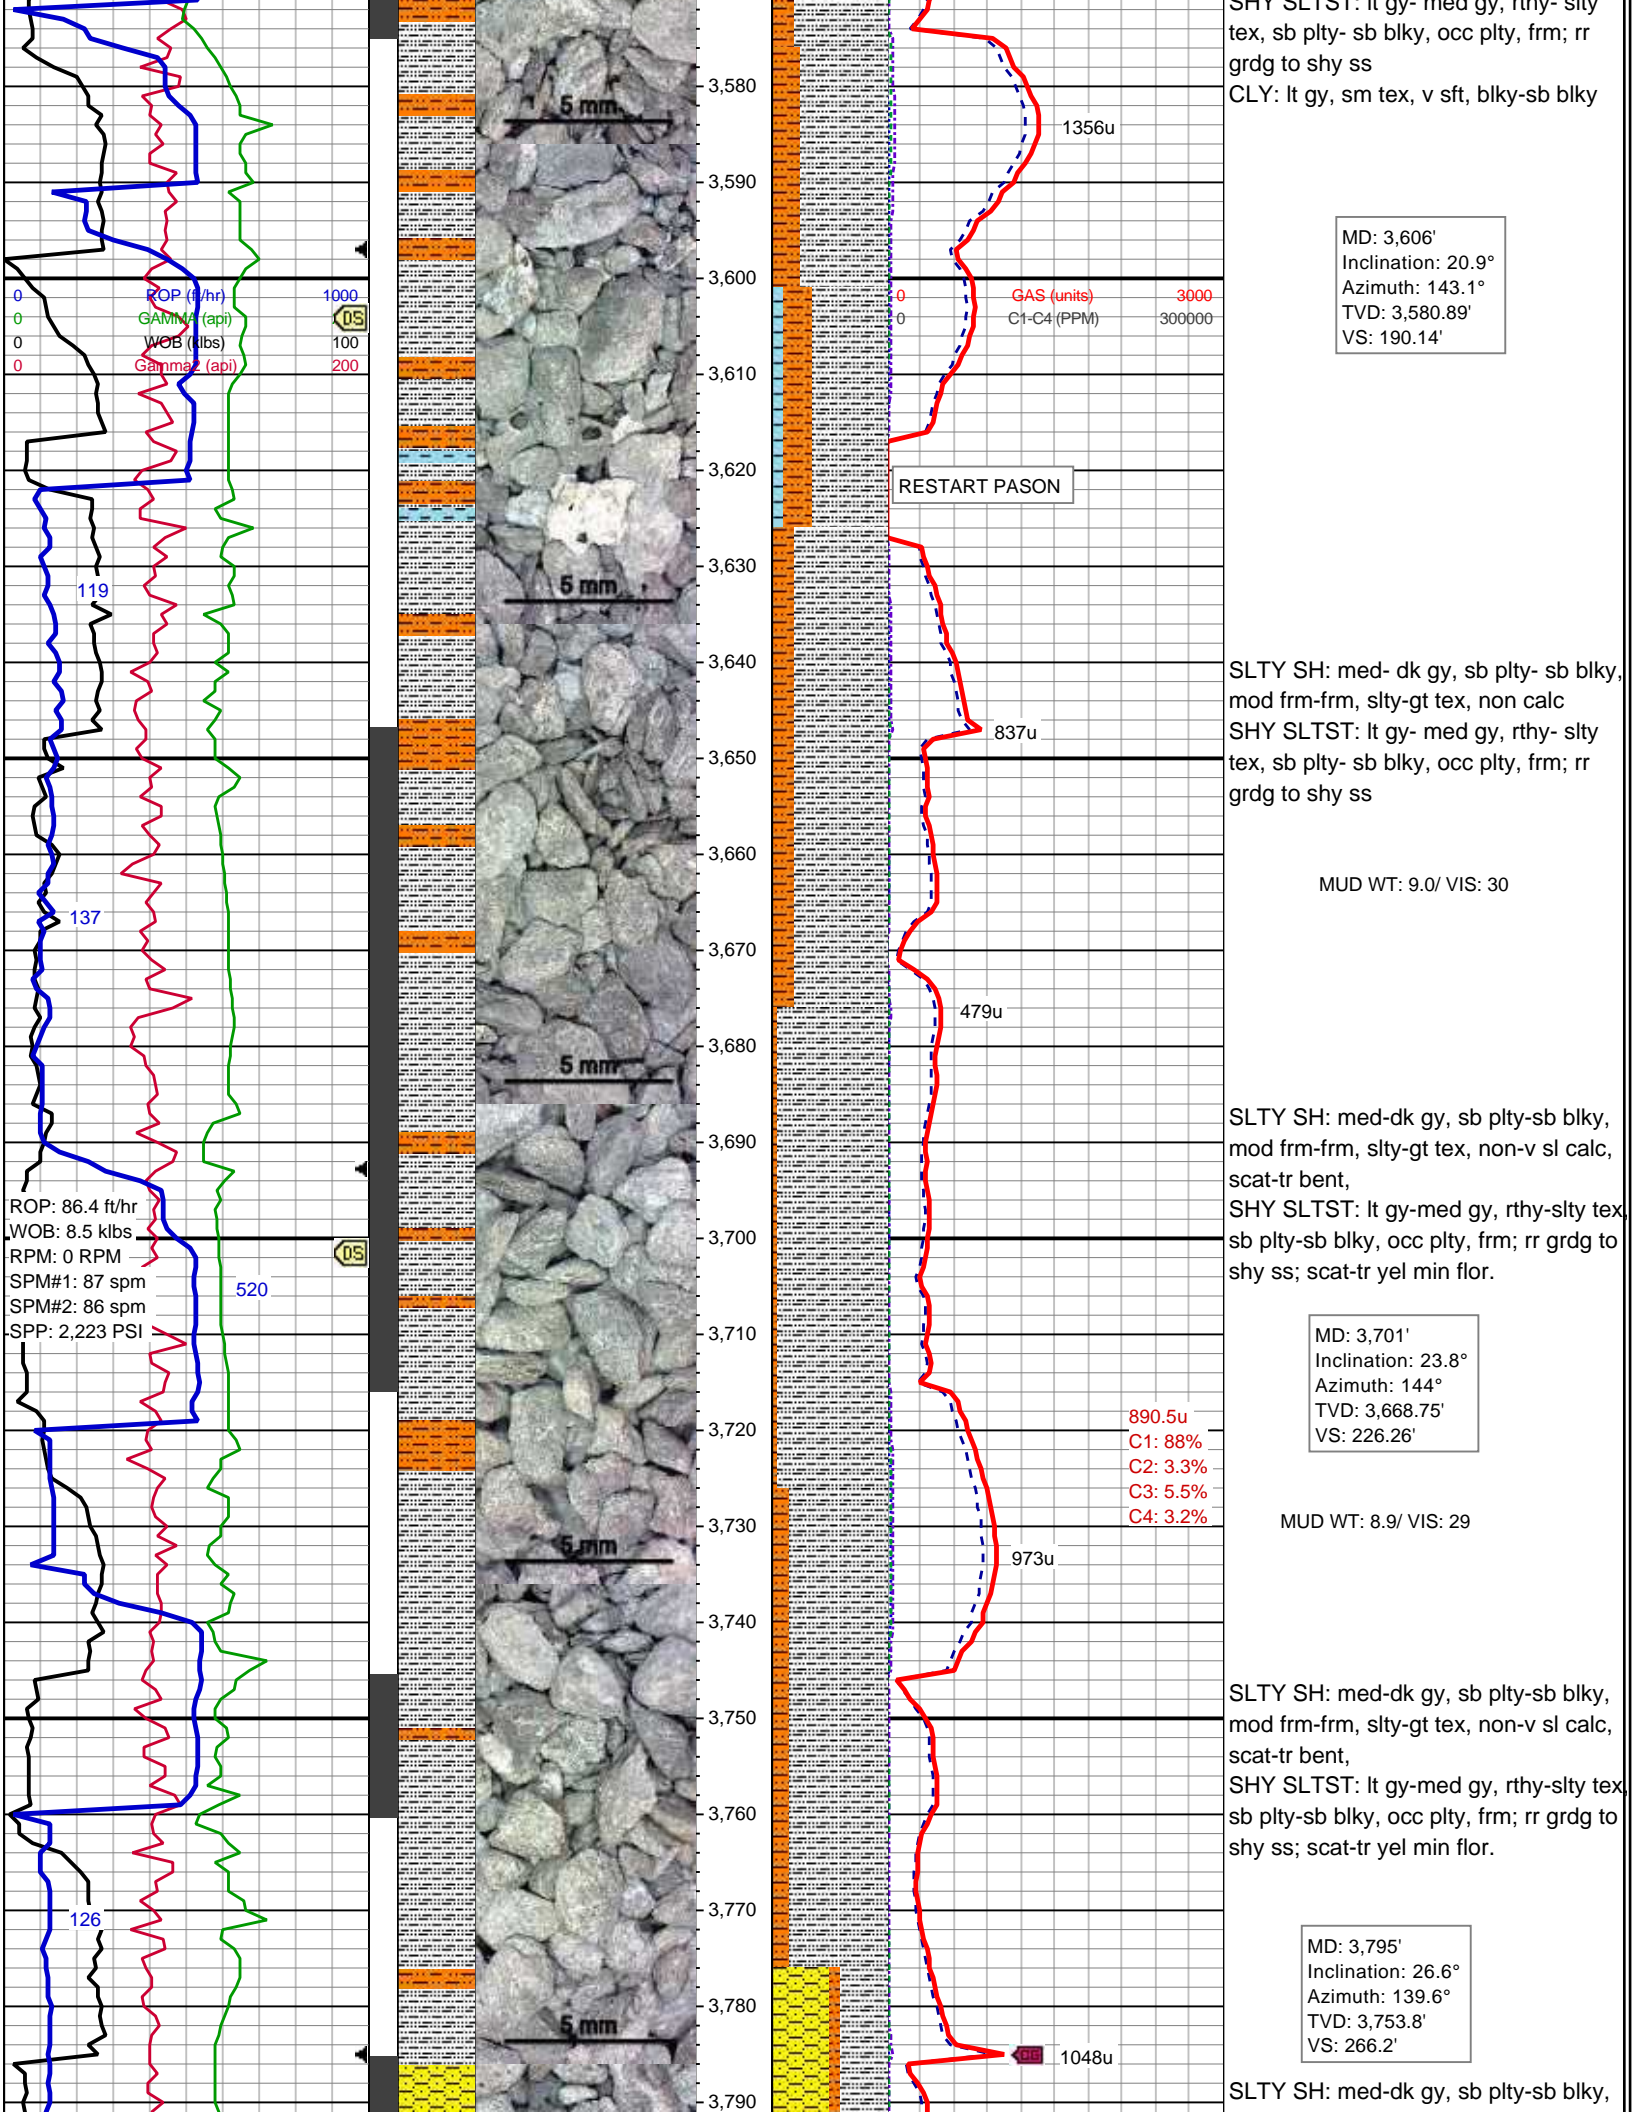 SHY SLTST: lt gy- med gy, rthy- slty
tex, sb plty- sb blky, occ plty, frm; rr
grdg to shy ss
CLY: lt gy, sm tex, v sft, blky-sb blky
3,580
5 mm
1356u
3,590
MD: 3,606'
Inclination: 20.9°
Azimuth: 143.1°
TVD: 3,580.89'
VS: 190.14'
3,600
0 ROP (ft/hr) 1000
0 GAMMA (api)
DS
0 WOB (klbs) 100
0 Gamma2 (api) 200
0 GAS (units) 3000
0 C1-C4 (PPM) 300000
3,610
3,620
RESTART PASON
3,630
5 mm
119
3,640
SLTY SH: med- dk gy, sb plty- sb blky,
mod frm-frm, slty-gt tex, non calc
SHY SLTST: lt gy- med gy, rthy- slty
tex, sb plty- sb blky, occ plty, frm; rr
grdg to shy ss
837u
3,650
3,660
MUD WT: 9.0/ VIS: 30
137
3,670
479u
3,680
5 mm
3,690
SLTY SH: med-dk gy, sb plty-sb blky,
mod frm-frm, slty-gt tex, non-v sl calc,
scat-tr bent,
SHY SLTST: lt gy-med gy, rthy-slty tex,
sb plty-sb blky, occ plty, frm; rr grdg to
shy ss; scat-tr yel min flor.
ROP: 86.4 ft/hr
WOB: 8.5 klbs
RPM: 0 RPM
SPM#1: 87 spm
SPM#2: 86 spm
SPP: 2,223 PSI
DS
520
3,700
3,710
MD: 3,701'
Inclination: 23.8°
Azimuth: 144°
TVD: 3,668.75'
VS: 226.26'
3,720
890.5u
C1: 88%
C2: 3.3%
C3: 5.5%
C4: 3.2%
3,730
MUD WT: 8.9/ VIS: 29
5 mm
973u
3,740
3,750
SLTY SH: med-dk gy, sb plty-sb blky,
mod frm-frm, slty-gt tex, non-v sl calc,
scat-tr bent,
SHY SLTST: lt gy-med gy, rthy-slty tex,
sb plty-sb blky, occ plty, frm; rr grdg to
shy ss; scat-tr yel min flor.
3,760
3,770
126
MD: 3,795'
Inclination: 26.6°
Azimuth: 139.6°
TVD: 3,753.8'
VS: 266.2'
3,780
5 mm
CG
1048u
3,790
SLTY SH: med-dk gy, sb plty-sb blky,